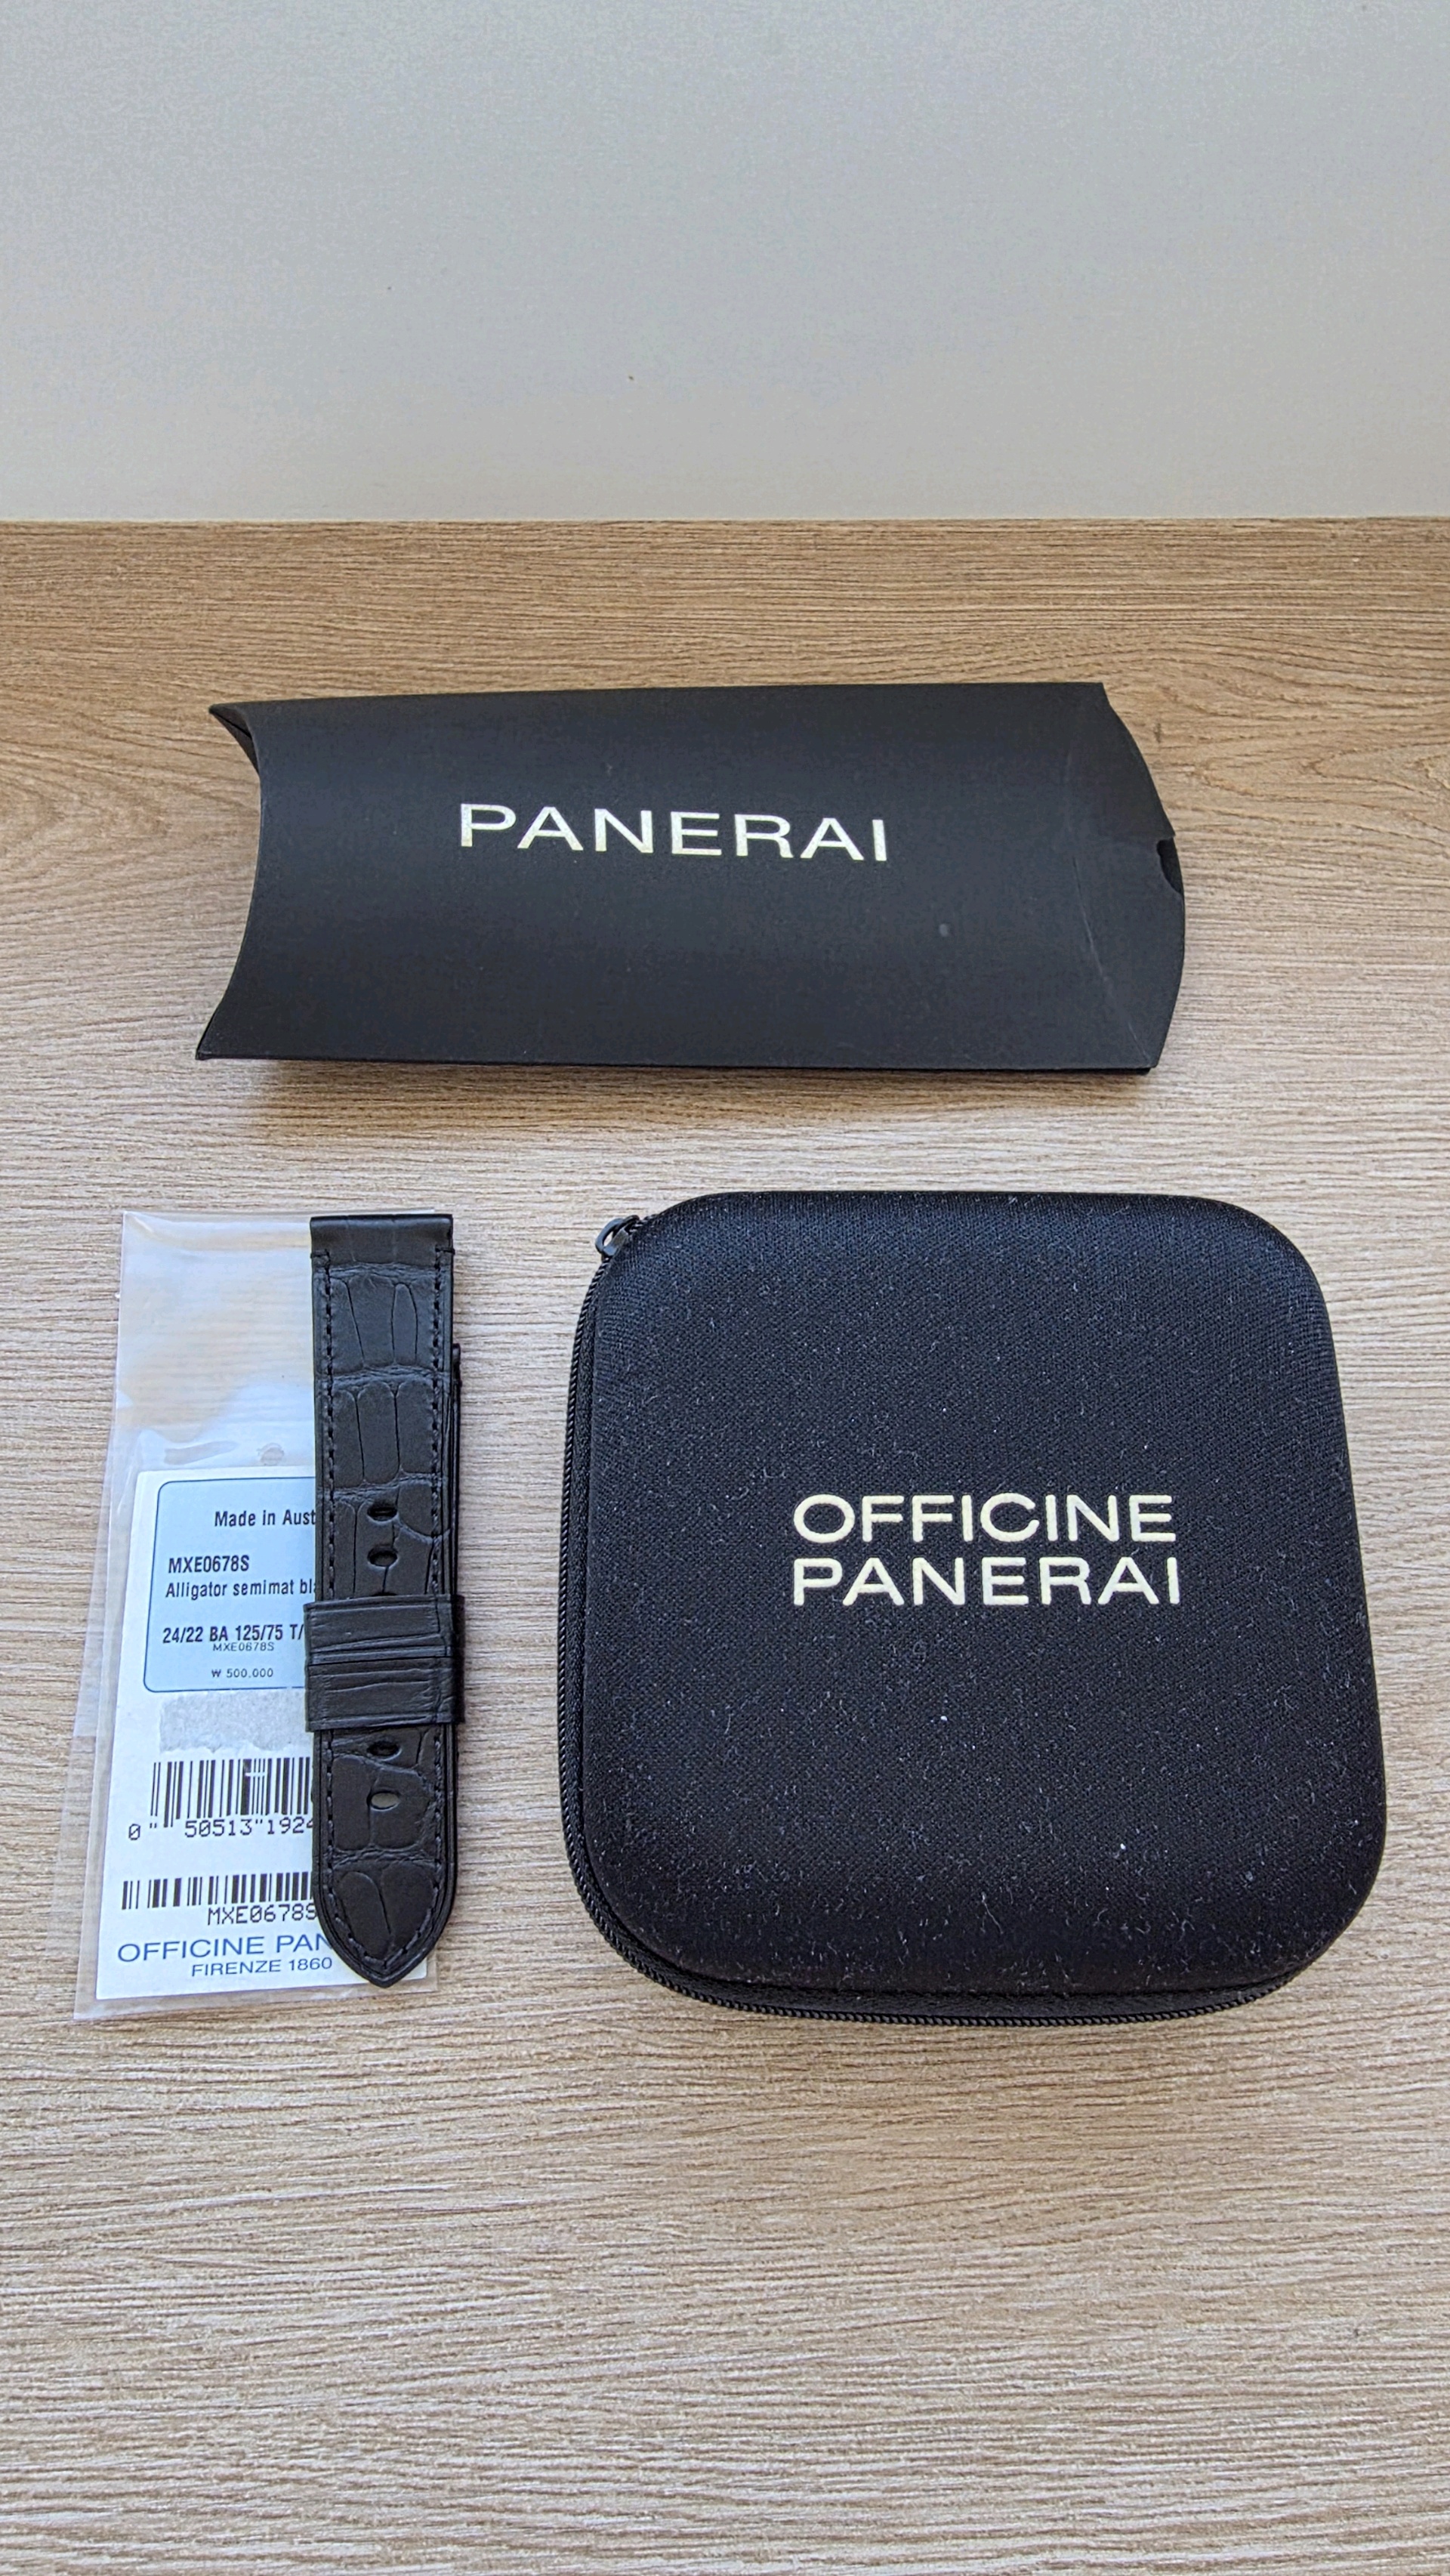 PANERAI
OFFICINE
PANERAI
Made in Aust
MXE0678S
Alligator semimat bl
24/22 BA 125/75 T/
MXE0678S
₩ 500,000
0 50513 1924
MXE0678S
OFFICINE PAN
FIRENZE 1860